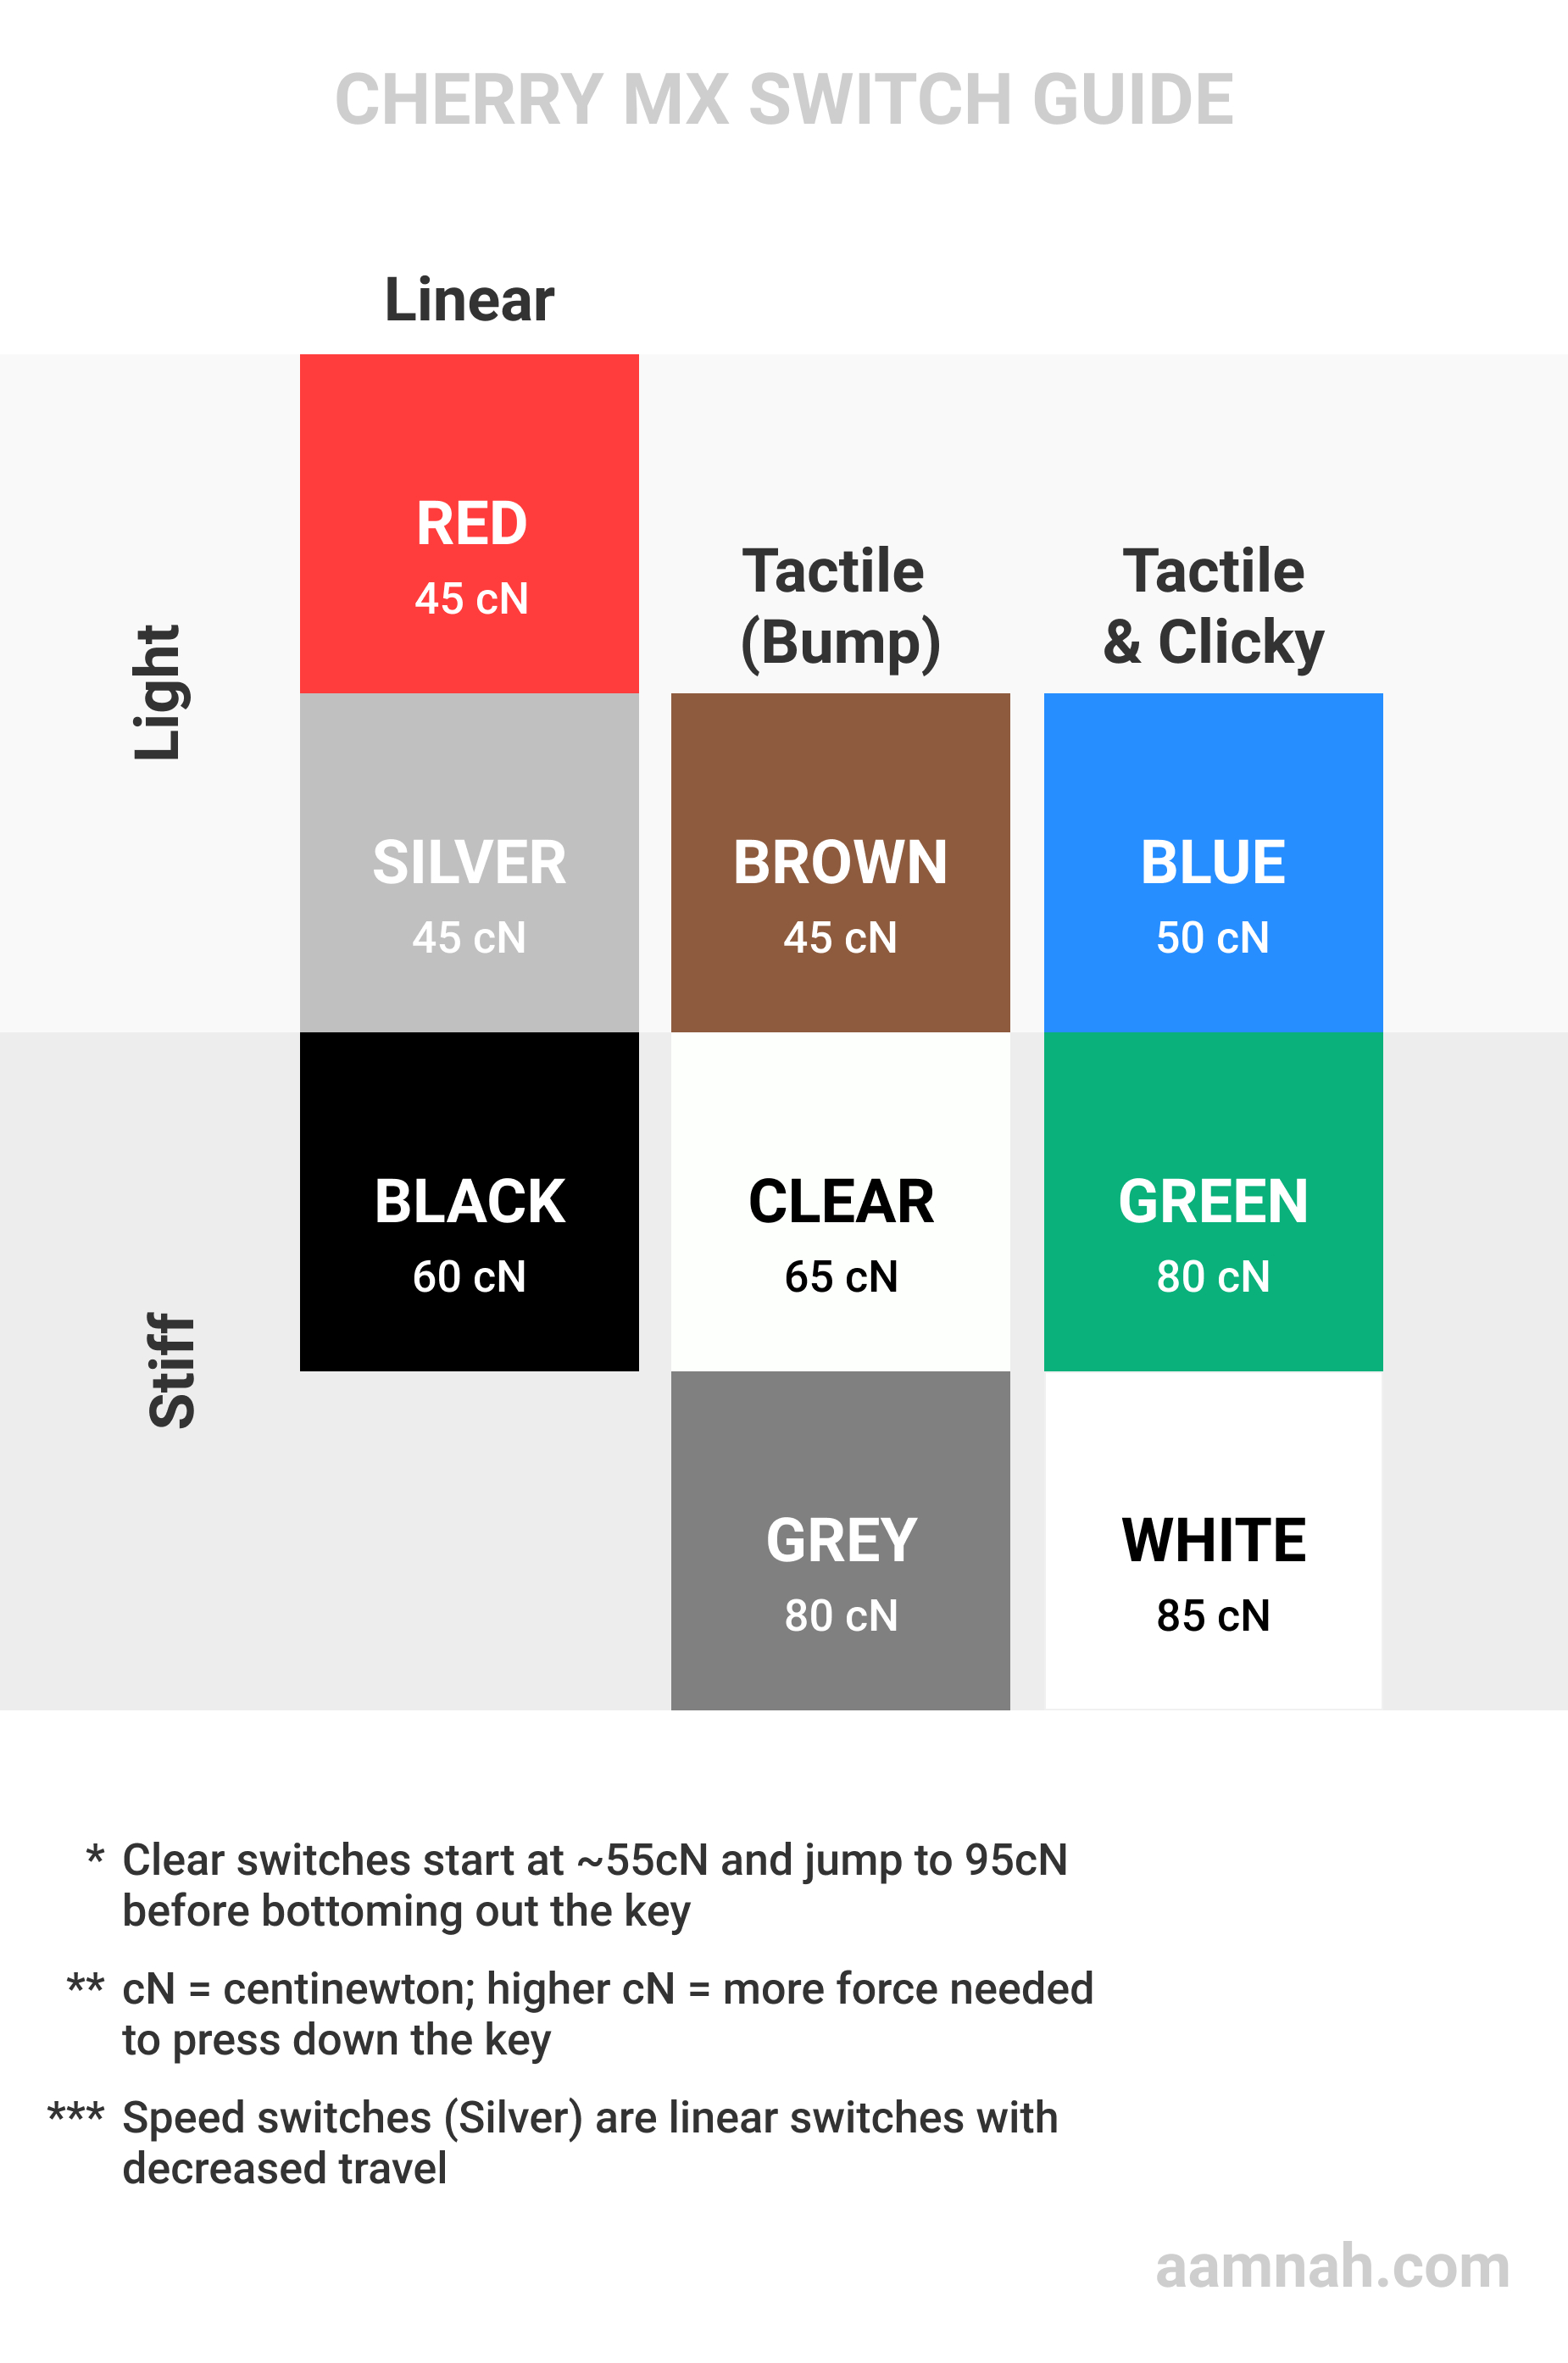 CHERRY MX SWITCH GUIDE
Linear
Light
RED
45 cN
Tactile
(Bump)
Tactile
& Clicky
SILVER
45 cN
BROWN
45 cN
BLUE
50 cN
Stiff
BLACK
60 cN
CLEAR
65 cN
GREEN
80 cN
GREY
80 cN
WHITE
85 cN
* Clear switches start at ~55cN and jump to 95cN
before bottoming out the key
** cN = centinewton; higher cN = more force needed
to press down the key
*** Speed switches (Silver) are linear switches with
decreased travel
aamnah.com